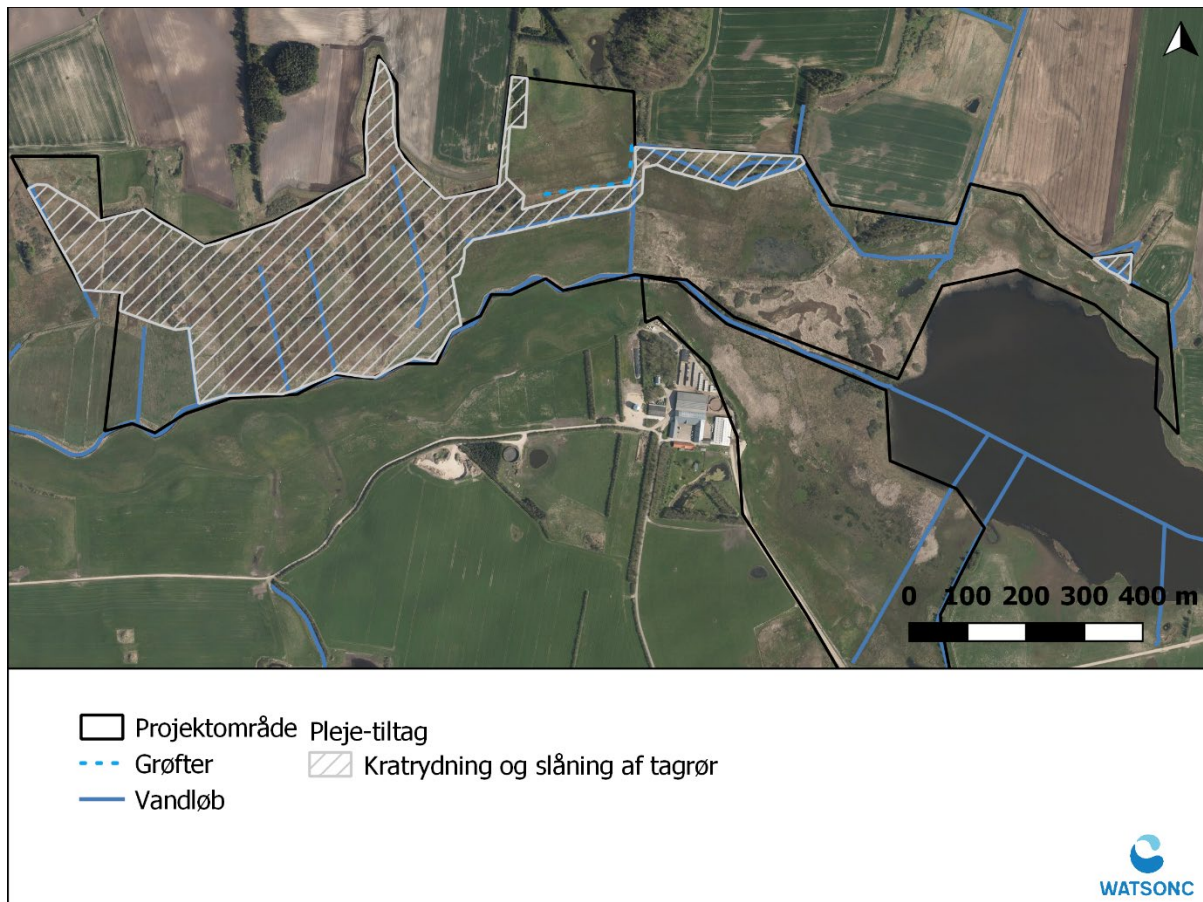 0 100 200 300 400 m
Projektområde
Pleje-tiltag
Grøfter
Kratrydning og slåning af tagrør
Vandløb
WATSONC